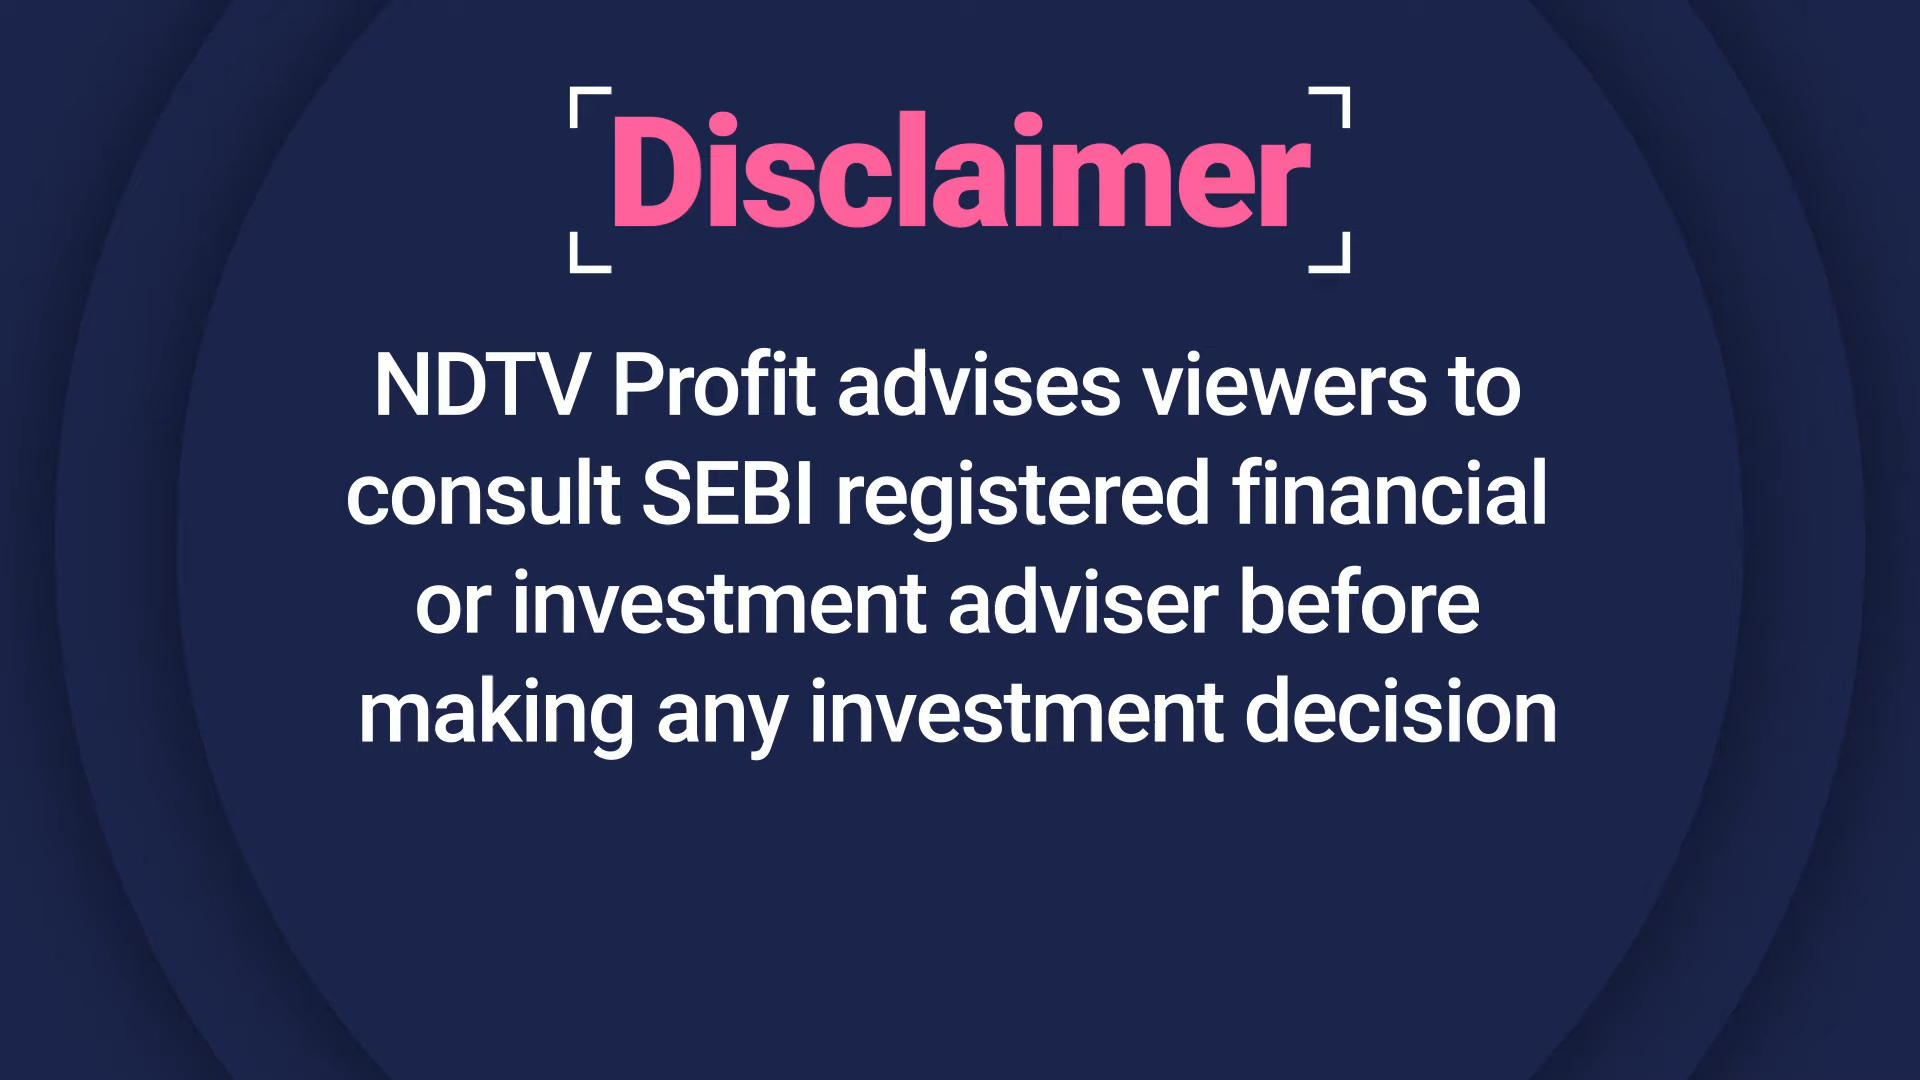 Disclaimer
NDTV Profit advises viewers to
consult SEBI registered financial
or investment adviser before
making any investment decision